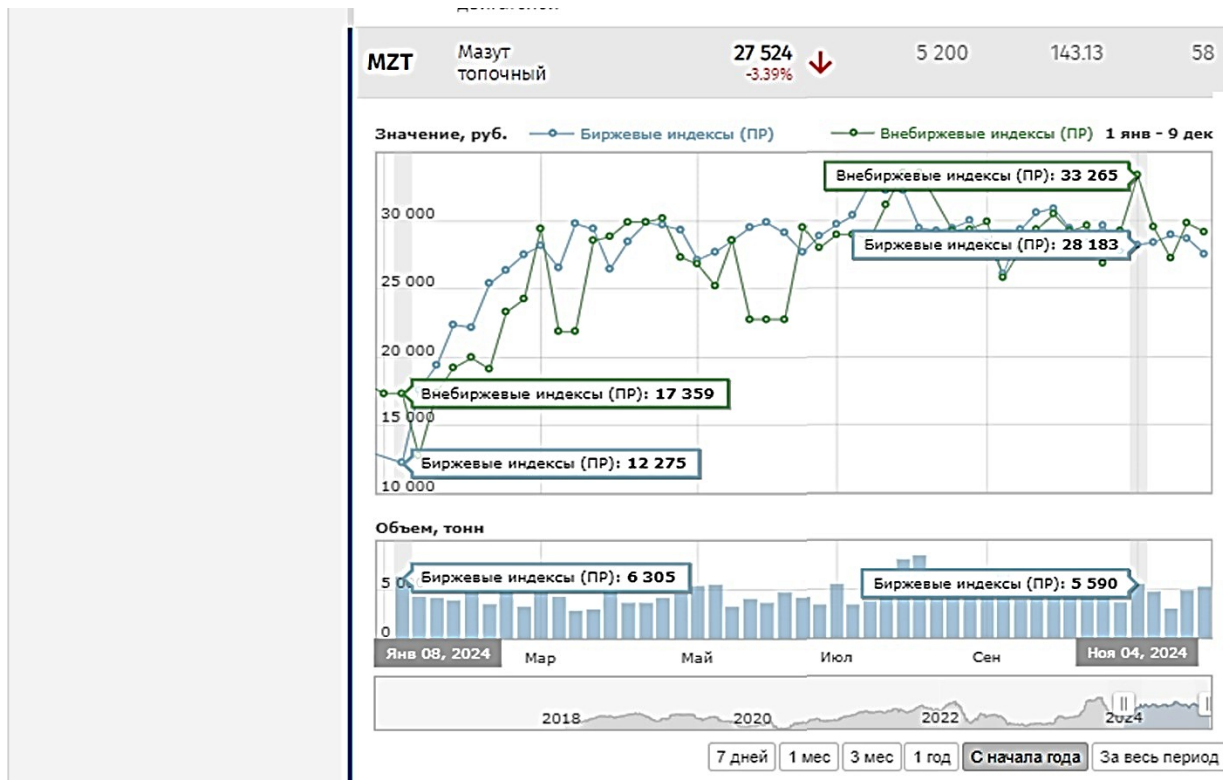 двигателей
MZT Мазут топочный 27 524 -3.39% 5 200 143.13 58
Значение, руб. Биржевые индексы (ПР) Внебиржевые индексы (ПР) 1 янв - 9 дек
Внебиржевые индексы (ПР): 33 265
30 000
Биржевые индексы (ПР): 28 183
25 000
20 000
Внебиржевые индексы (ПР): 17 359
15 000
Биржевые индексы (ПР): 12 275
10 000
Объем, тонн
Биржевые индексы (ПР): 6 305
Биржевые индексы (ПР): 5 590
0
Янв 08, 2024 Мар Май Июл Сен Ноя 04, 2024
2018 2020 2022 2024
7 дней 1 мес 3 мес 1 год С начала года За весь период